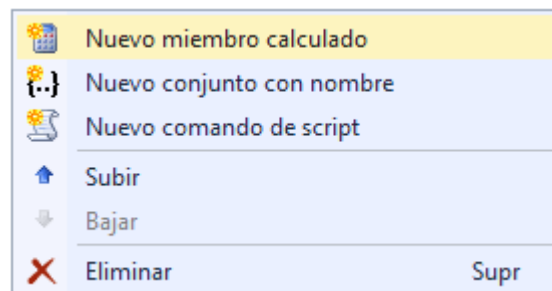 Nuevo miembro calculado
{..} Nuevo conjunto con nombre
Nuevo comando de script
Subir
Bajar
Eliminar Supr